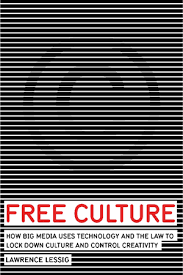 FREE CULTURE
HOW BIG MEDIA USES TECHNOLOGY AND THE LAW TO
LOCK DOWN CULTURE AND CONTROL CREATIVITY
LAWRENCE LESSIG